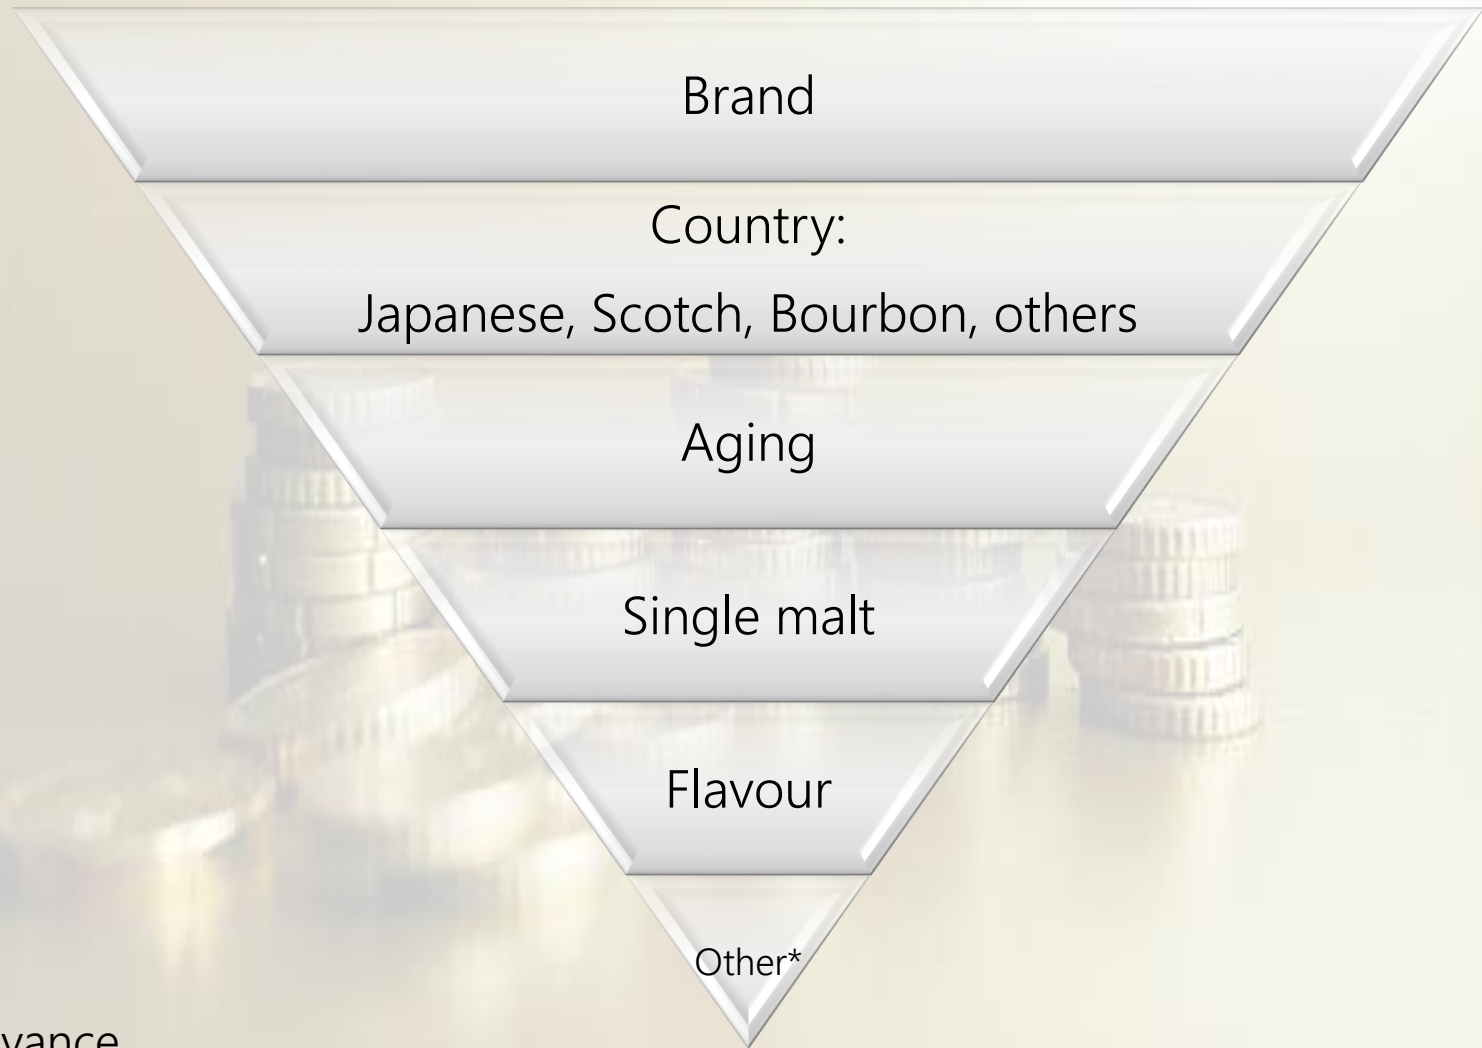 Brand
Country:
Japanese, Scotch, Bourbon, others
Aging
Single malt
Flavour
Other*